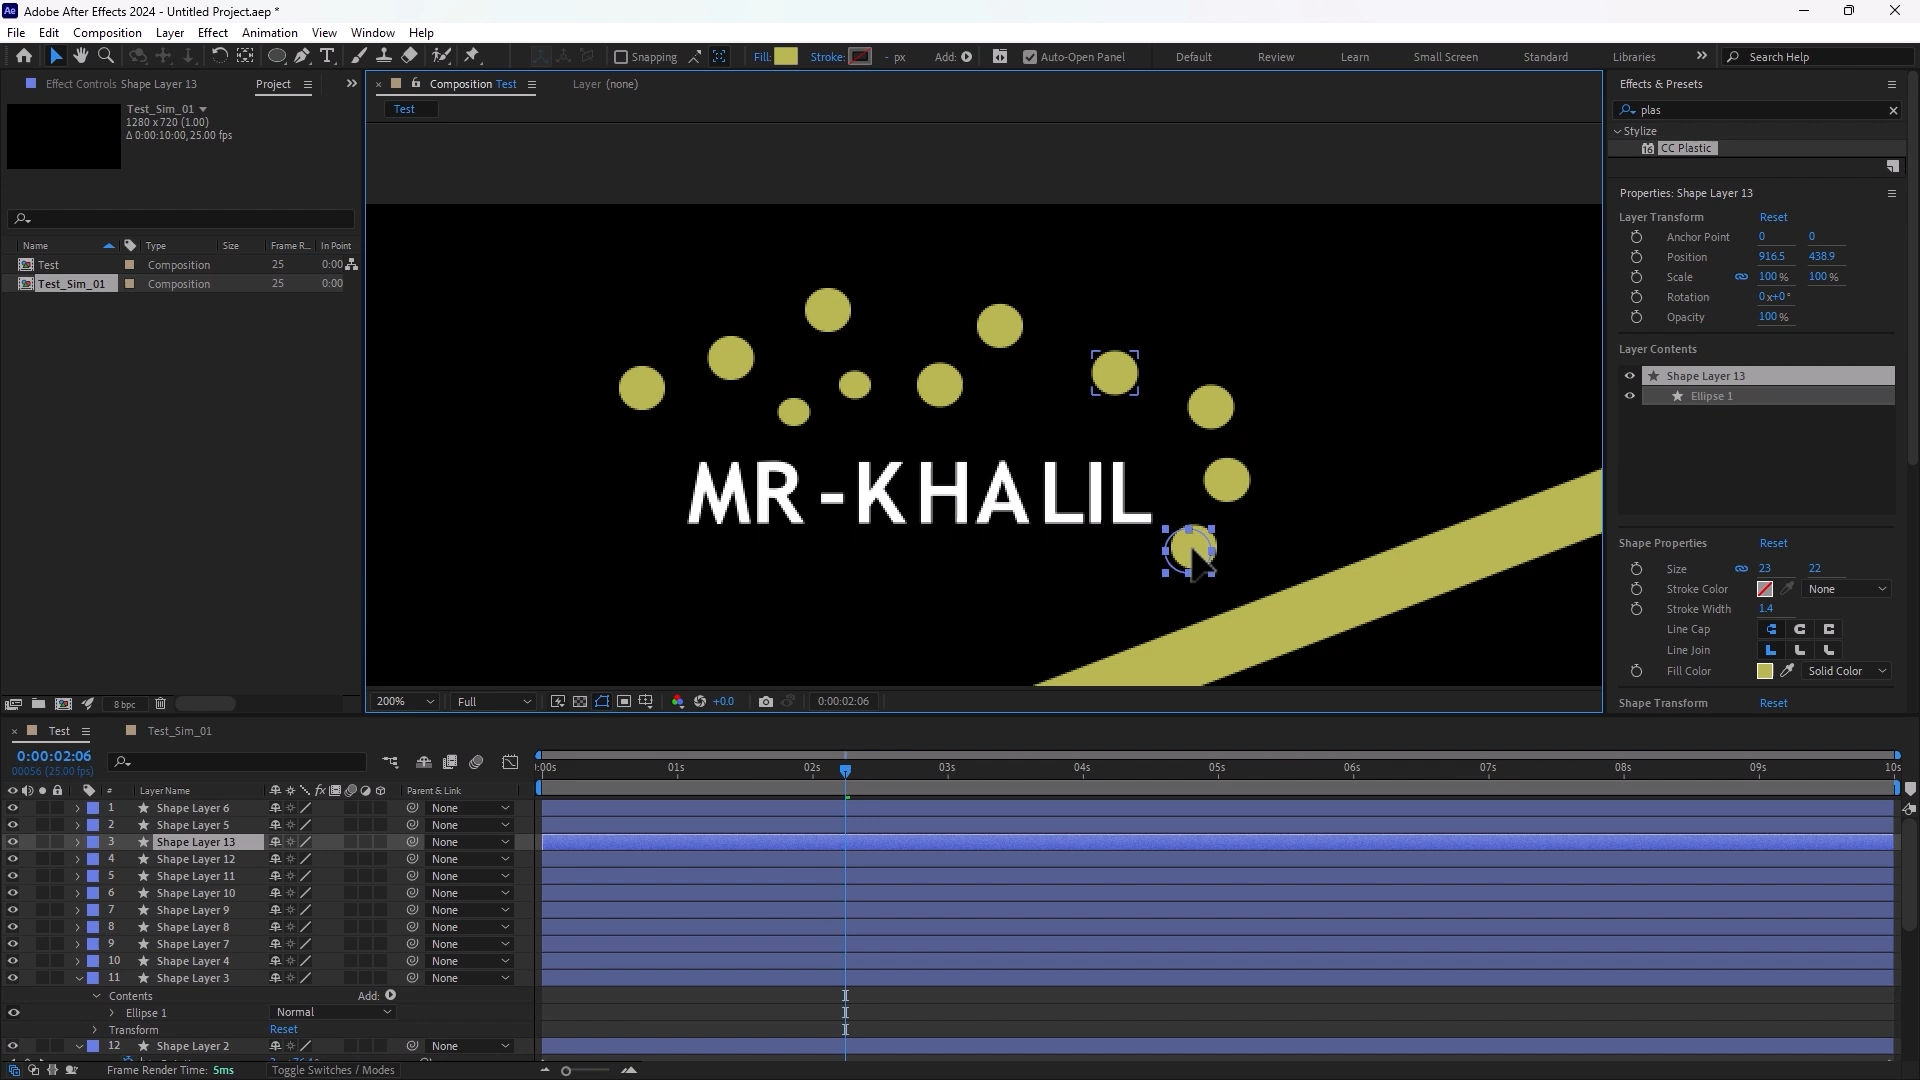 Ae Adobe After Effects 2024 - Untitled Project.aep *
File Edit Composition Layer Effect Animation View Window Help
Snapping Fill: Stroke: - px Add: Auto-Open Panel Default Review Learn Small Screen Standard Libraries Search Help
Effect Controls Shape Layer 13 Project
Test_Sim_01
1280 x 720 (1.00)
Δ 0:00:10:00, 25.00 fps
Name Type Size Frame R... In Point
Test Composition 25 0:00
Test_Sim_01 Composition 25 0:00
8 bpc
Composition Test Layer (none)
Test
MR-KHALIL
200% Full +0.0 0:00:02:06
Effects & Presets
plas
Stylize
16 CC Plastic
Properties: Shape Layer 13
Layer Transform Reset
Anchor Point 0 0
Position 916.5 438.9
Scale 100 % 100 %
Rotation 0x+0°
Opacity 100 %
Layer Contents
Shape Layer 13
Ellipse 1
Shape Properties Reset
Size 23 22
Stroke Color None
Stroke Width 1.4
Line Cap
Line Join
Fill Color Solid Color
Shape Transform Reset
Test Test_Sim_01
0:00:02:06
00056 (25.00 fps)
:00s 01s 02s 03s 04s 05s 06s 07s 08s 09s 10s
# Layer Name fx Parent & Link
1 Shape Layer 6 None
2 Shape Layer 5 None
3 Shape Layer 13 None
4 Shape Layer 12 None
5 Shape Layer 11 None
6 Shape Layer 10 None
7 Shape Layer 9 None
8 Shape Layer 8 None
9 Shape Layer 7 None
10 Shape Layer 4 None
11 Shape Layer 3 None
Contents Add:
Ellipse 1 Normal
Transform Reset
12 Shape Layer 2 None
Frame Render Time: 5ms Toggle Switches / Modes